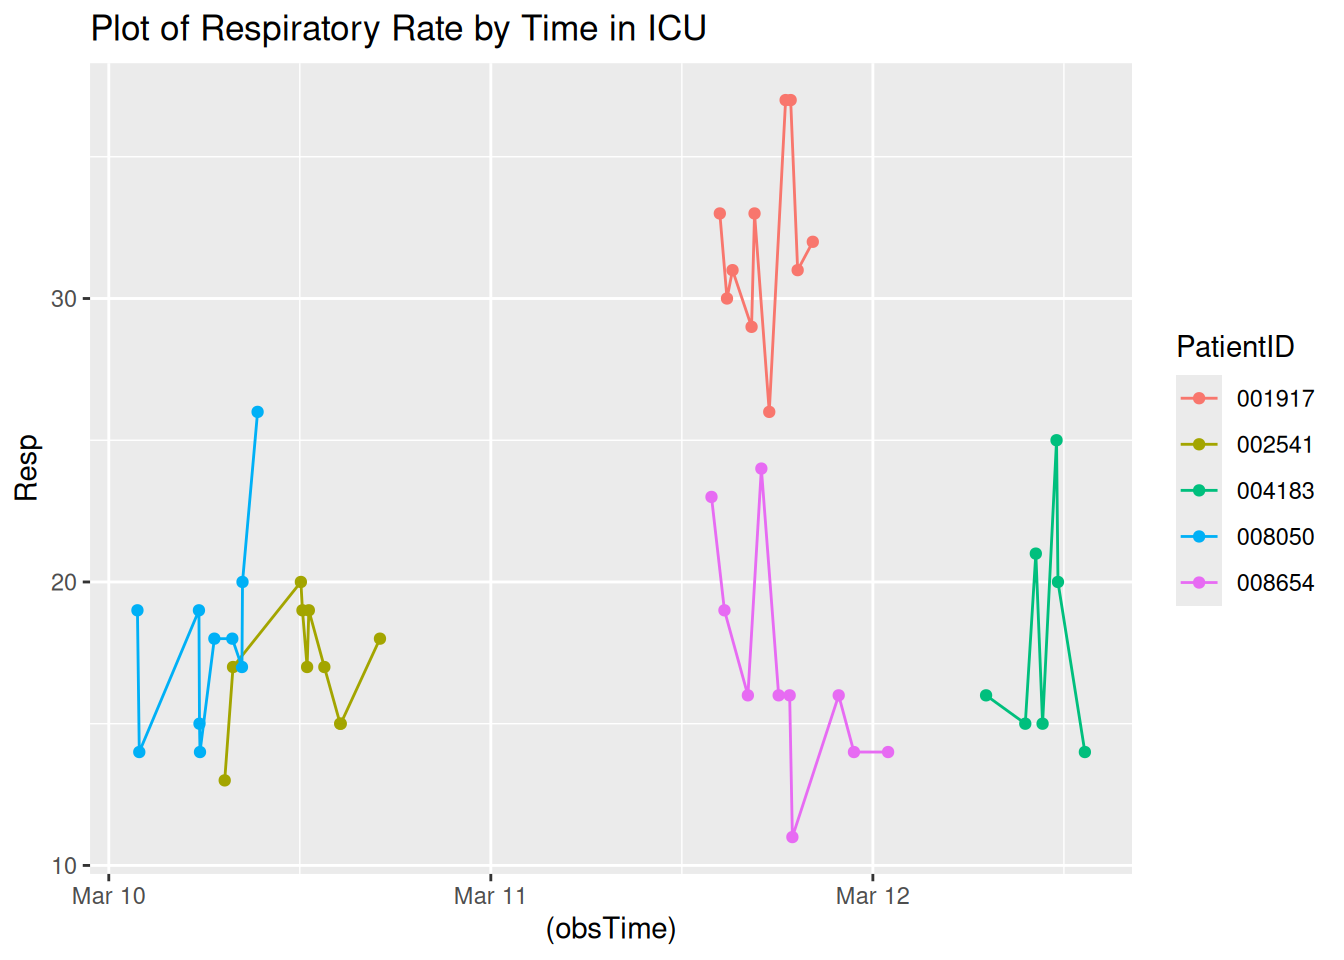 Plot of Respiratory Rate by Time in ICU
Resp
30
20
10
Mar 10 Mar 11 Mar 12
(obsTime)
PatientID
001917
002541
004183
008050
008654